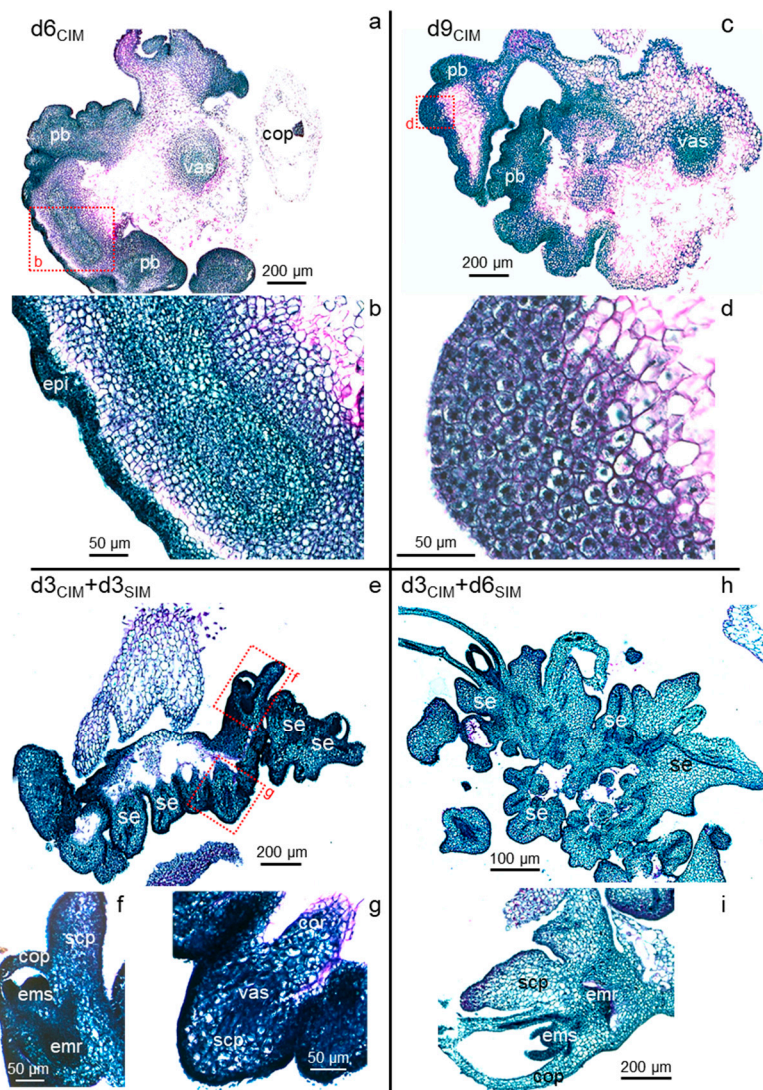 d6CIM a
cop
pb
vas
b
pb
200 µm
d9CIM c
pb
d
vas
pb
200 µm
b
epi
50 µm
d
50 µm
d3CIM+d3SIM e
f
se
se
se
se
g
200 µm
f
scp
cop
ems
emr
50 µm
g
cor
vas
scp
50 µm
d3CIM+d6SIM h
se
se
se
se
100 µm
i
scp
emr
ems
cop
200 µm